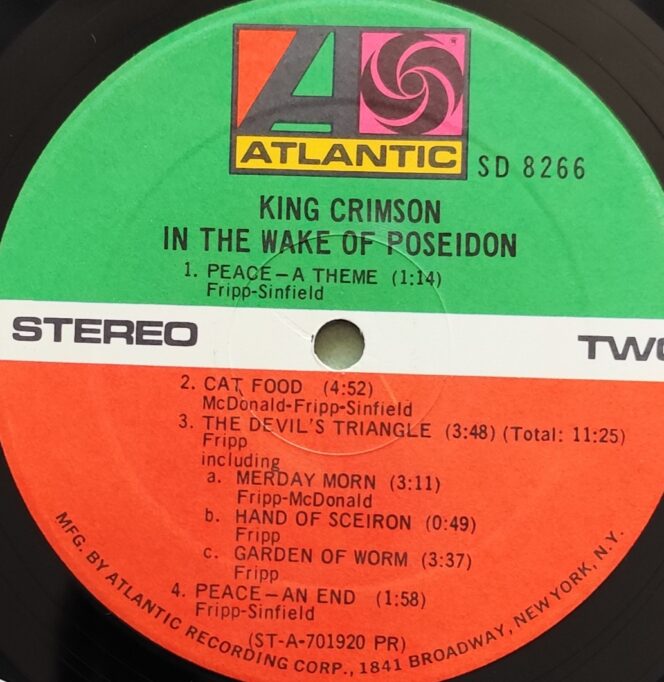 ATLANTIC
SD 8266
KING CRIMSON
IN THE WAKE OF POSEIDON
1. PEACE—A THEME (1:14)
Fripp-Sinfield
STEREO
TWO
2. CAT FOOD (4:52)
McDonald-Fripp-Sinfield
3. THE DEVIL'S TRIANGLE (3:48) (Total: 11:25)
Fripp
including
a. MERDAY MORN (3:11)
Fripp-McDonald
b. HAND OF SCEIRON (0:49)
Fripp
c. GARDEN OF WORM (3:37)
Fripp
4. PEACE—AN END (1:58)
Fripp-Sinfield
(ST-A-701920 PR)
MFG. BY ATLANTIC RECORDING CORP., 1841 BROADWAY, NEW YORK, N.Y.